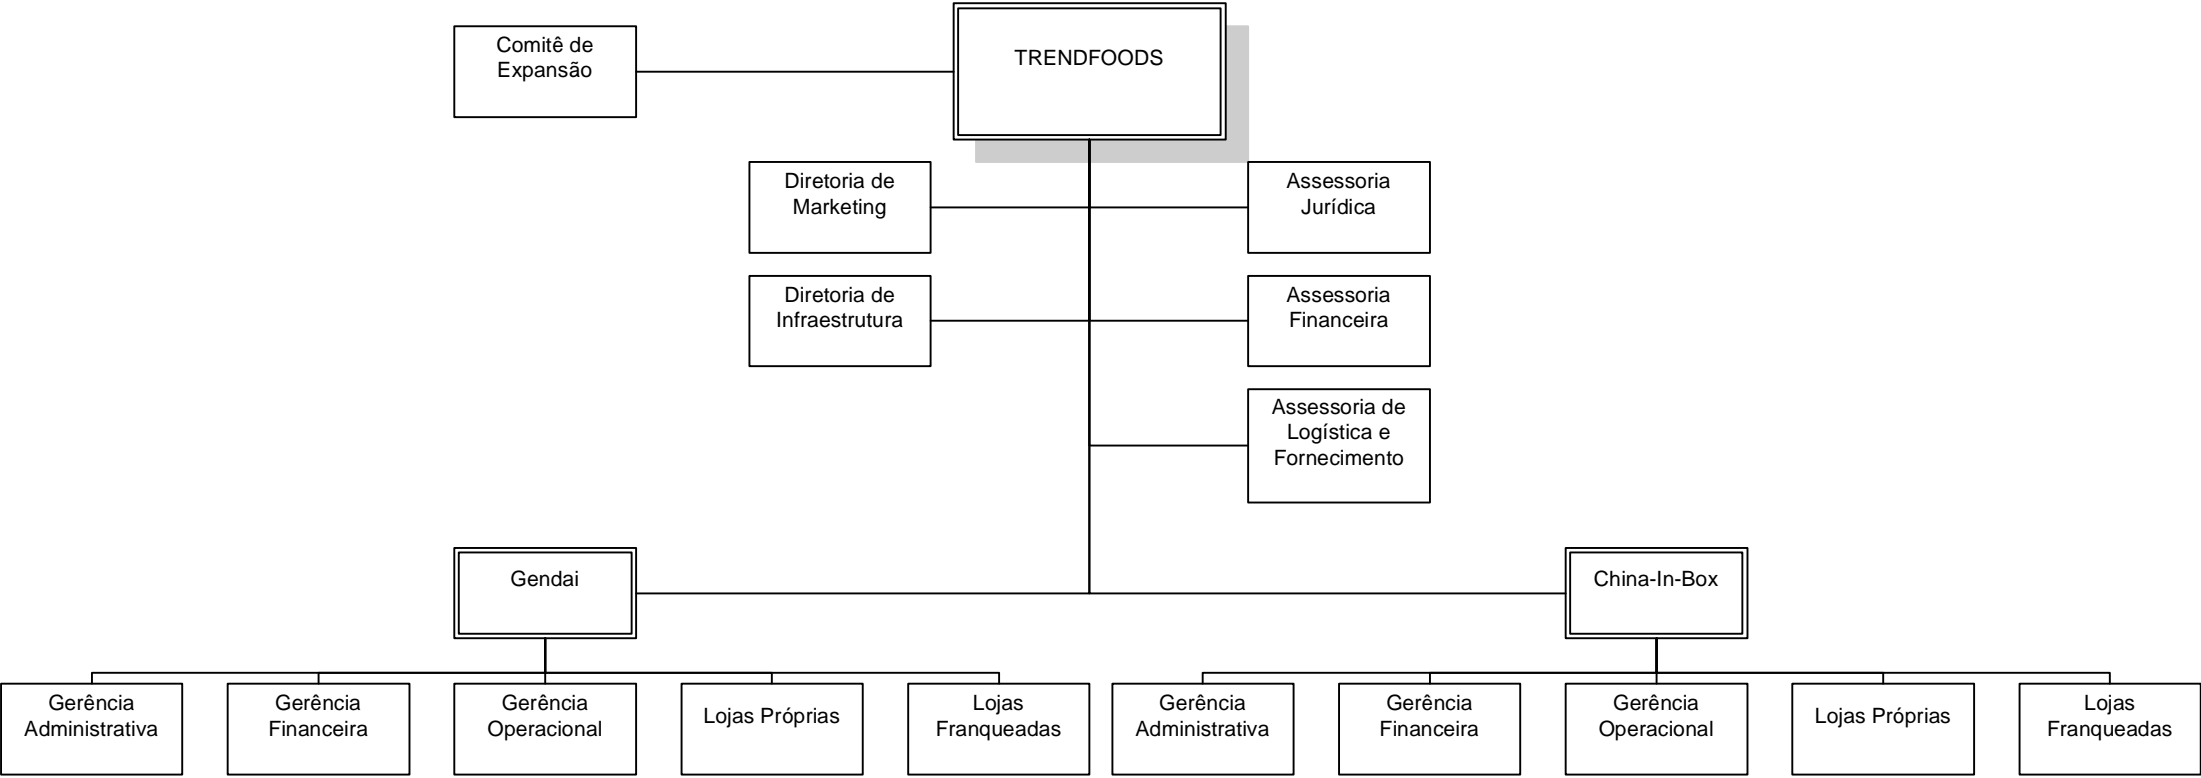 Comitê de
Expansão
TRENDFOODS
Diretoria de
Marketing
Assessoria
Jurídica
Diretoria de
Infraestrutura
Assessoria
Financeira
Assessoria de
Logística e
Fornecimento
Gendai
China-In-Box
Gerência
Administrativa
Gerência
Financeira
Gerência
Operacional
Lojas Próprias
Lojas
Franqueadas
Gerência
Administrativa
Gerência
Financeira
Gerência
Operacional
Lojas Próprias
Lojas
Franqueadas